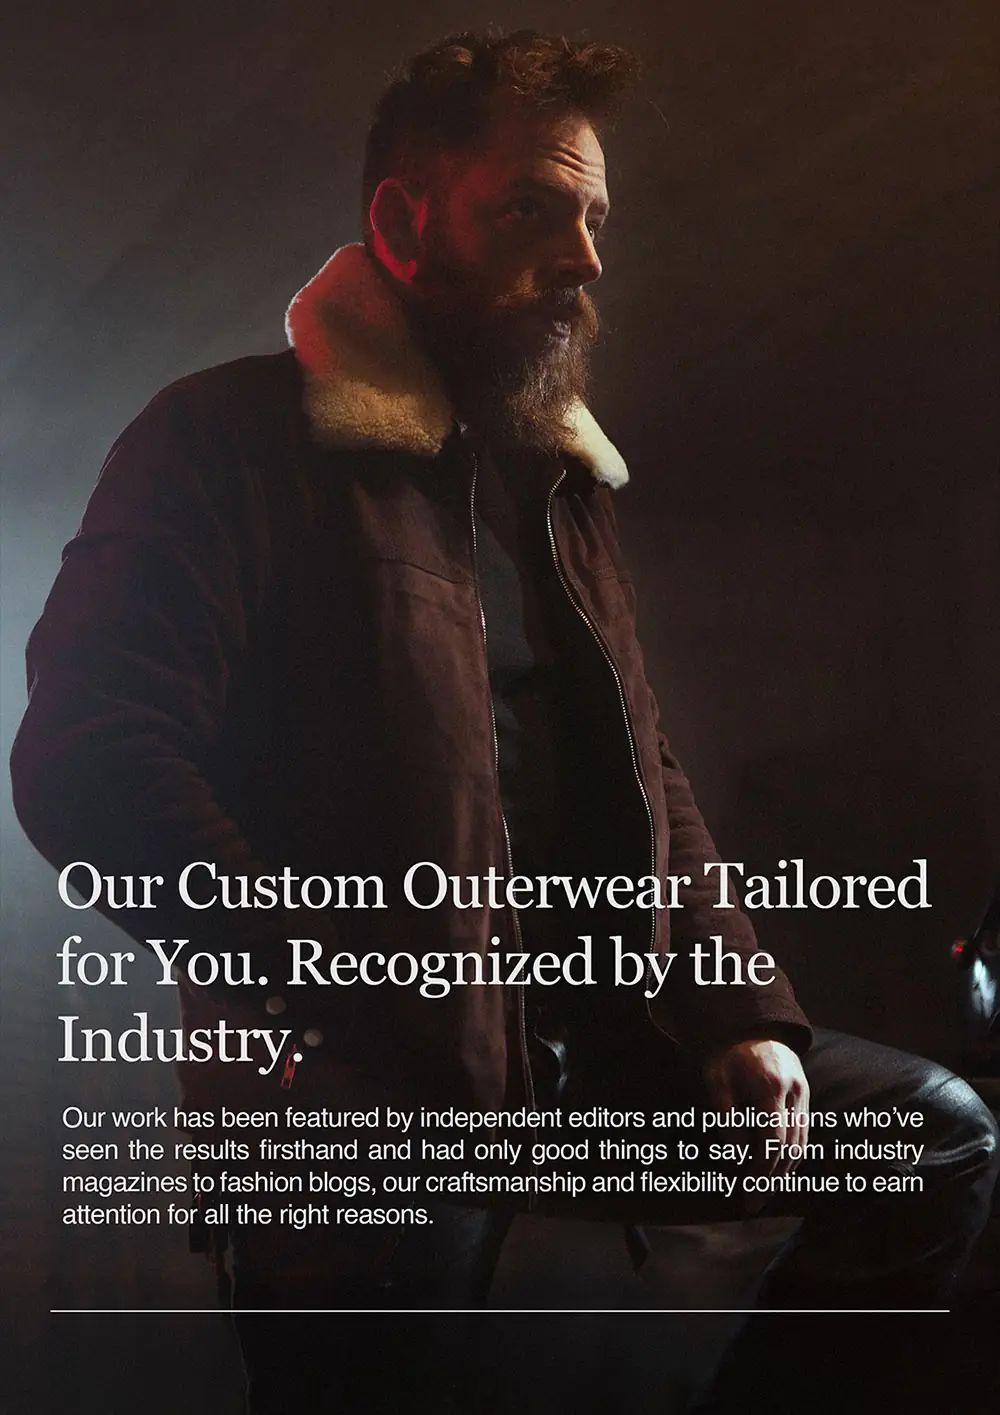 Our Custom Outerwear Tailored
for You. Recognized by the
Industry.
Our work has been featured by independent editors and publications who’ve
seen the results firsthand and had only good things to say. From industry
magazines to fashion blogs, our craftsmanship and flexibility continue to earn
attention for all the right reasons.